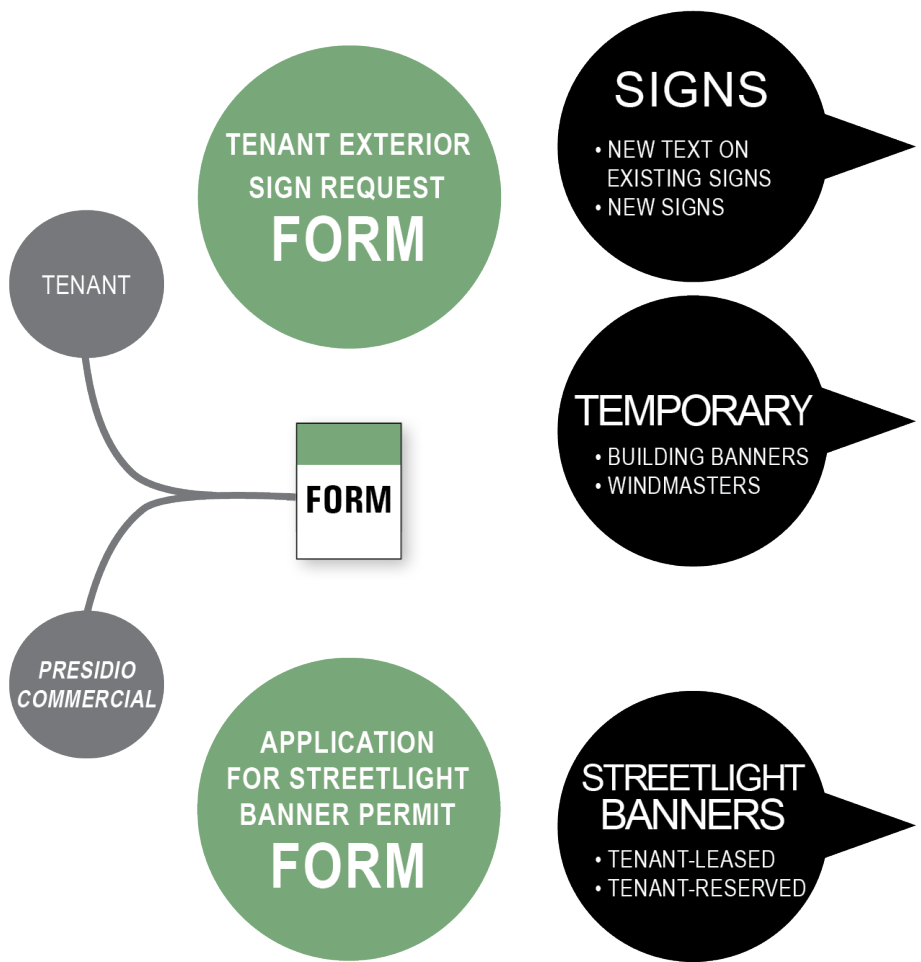 TENANT
PRESIDIO
COMMERCIAL
FORM
TENANT EXTERIOR
SIGN REQUEST
FORM
APPLICATION
FOR STREETLIGHT
BANNER PERMIT
FORM
SIGNS
• NEW TEXT ON
EXISTING SIGNS
• NEW SIGNS
TEMPORARY
• BUILDING BANNERS
• WINDMASTERS
STREETLIGHT
BANNERS
• TENANT-LEASED
• TENANT-RESERVED